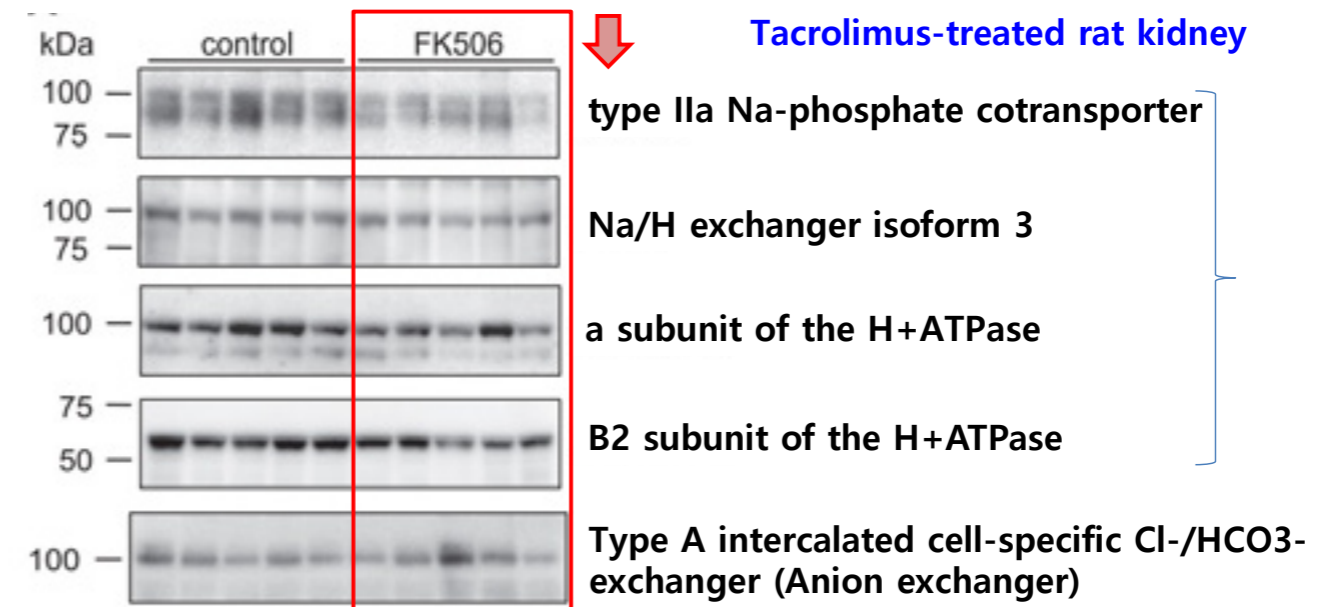 kDa control FK506 Tacrolimus-treated rat kidney
100
75
type IIa Na-phosphate cotransporter
100
75
Na/H exchanger isoform 3
100
a subunit of the H+ATPase
75
50
B2 subunit of the H+ATPase
100
Type A intercalated cell-specific Cl-/HCO3-
exchanger (Anion exchanger)